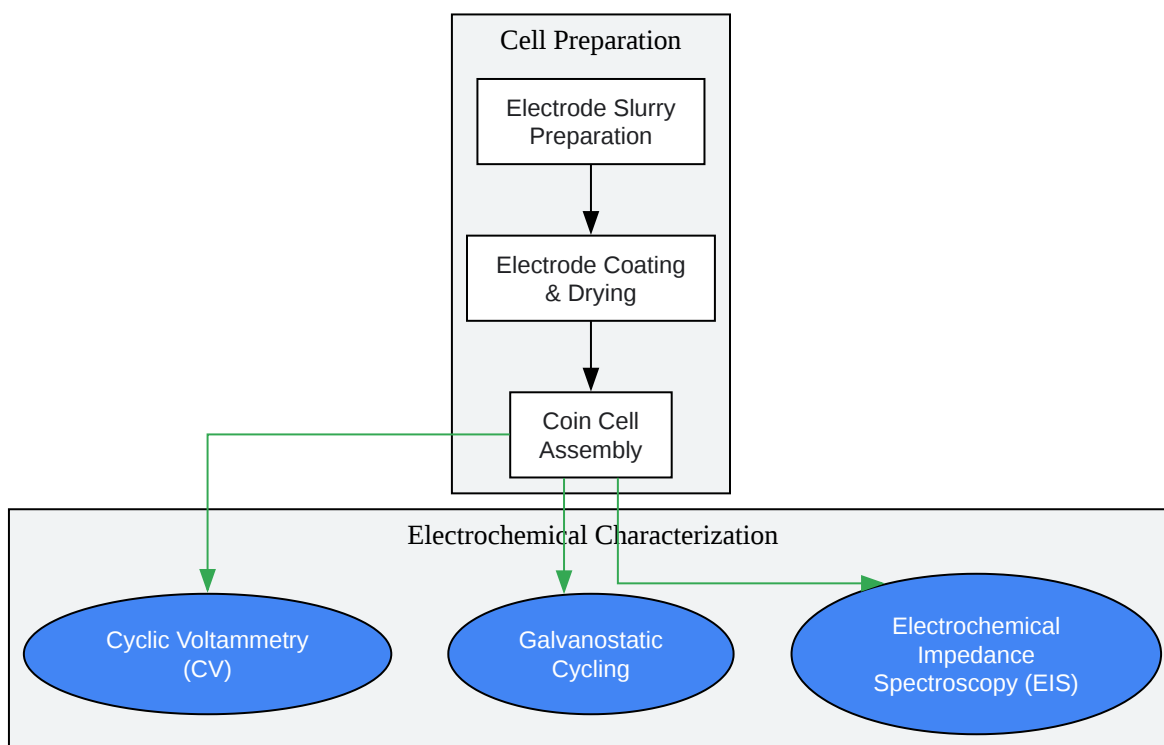 Cell Preparation
Electrode Slurry
Preparation
Electrode Coating
& Drying
Coin Cell
Assembly
Electrochemical Characterization
Cyclic Voltammetry
(CV)
Galvanostatic
Cycling
Electrochemical
Impedance
Spectroscopy (EIS)